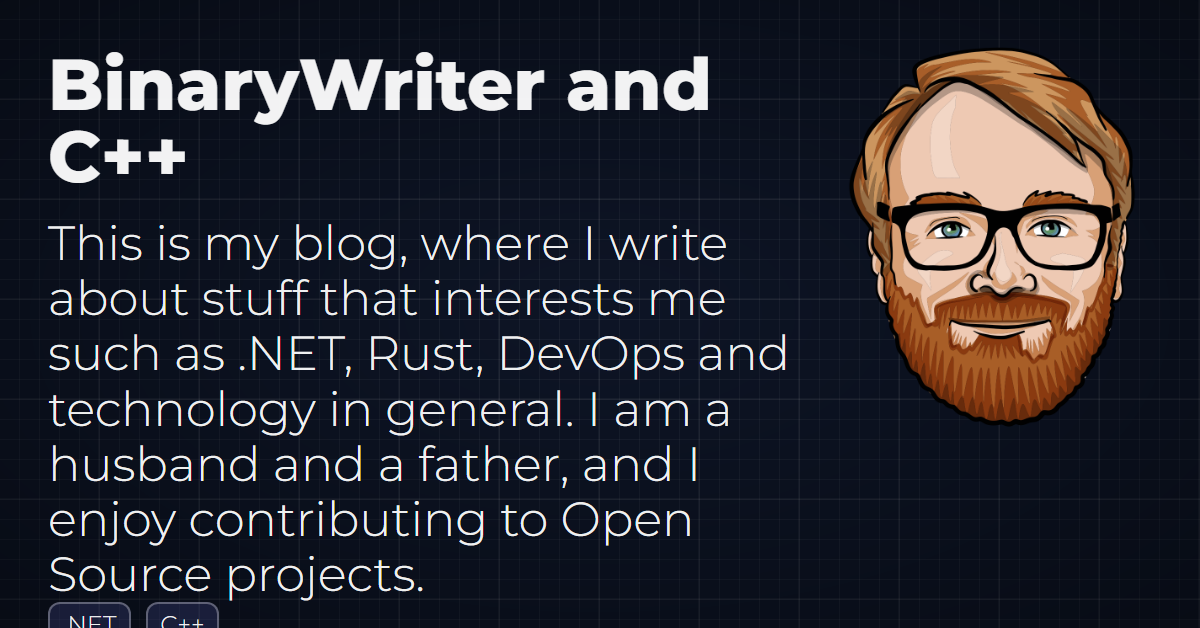 BinaryWriter and
C++
This is my blog, where I write
about stuff that interests me
such as .NET, Rust, DevOps and
technology in general. I am a
husband and a father, and I
enjoy contributing to Open
Source projects.
.NET C++